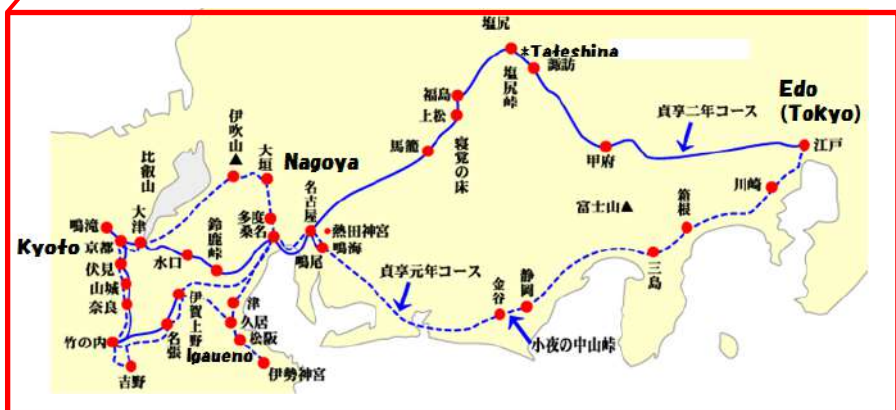 塩尻
*Tateshina
諏訪
塩尻峠
Edo
(Tokyo)
貞享二年コース
江戸
福島
上松
寝覚の床
馬籠
甲府
川崎
箱根
富士山▲
三島
伊吹山▲
大垣
Nagoya
名古屋
比叡山
大津
鳴滝
Kyoto
京都
伏見
山城
奈良
水口
鈴鹿峠
多度
桑名
熱田神宮
鳴海
鳴尾
貞享元年コース
金谷
静岡
小夜の中山峠
津
久居
松阪
伊勢神宮
伊賀上野
Igaueno
名張
竹の内
吉野